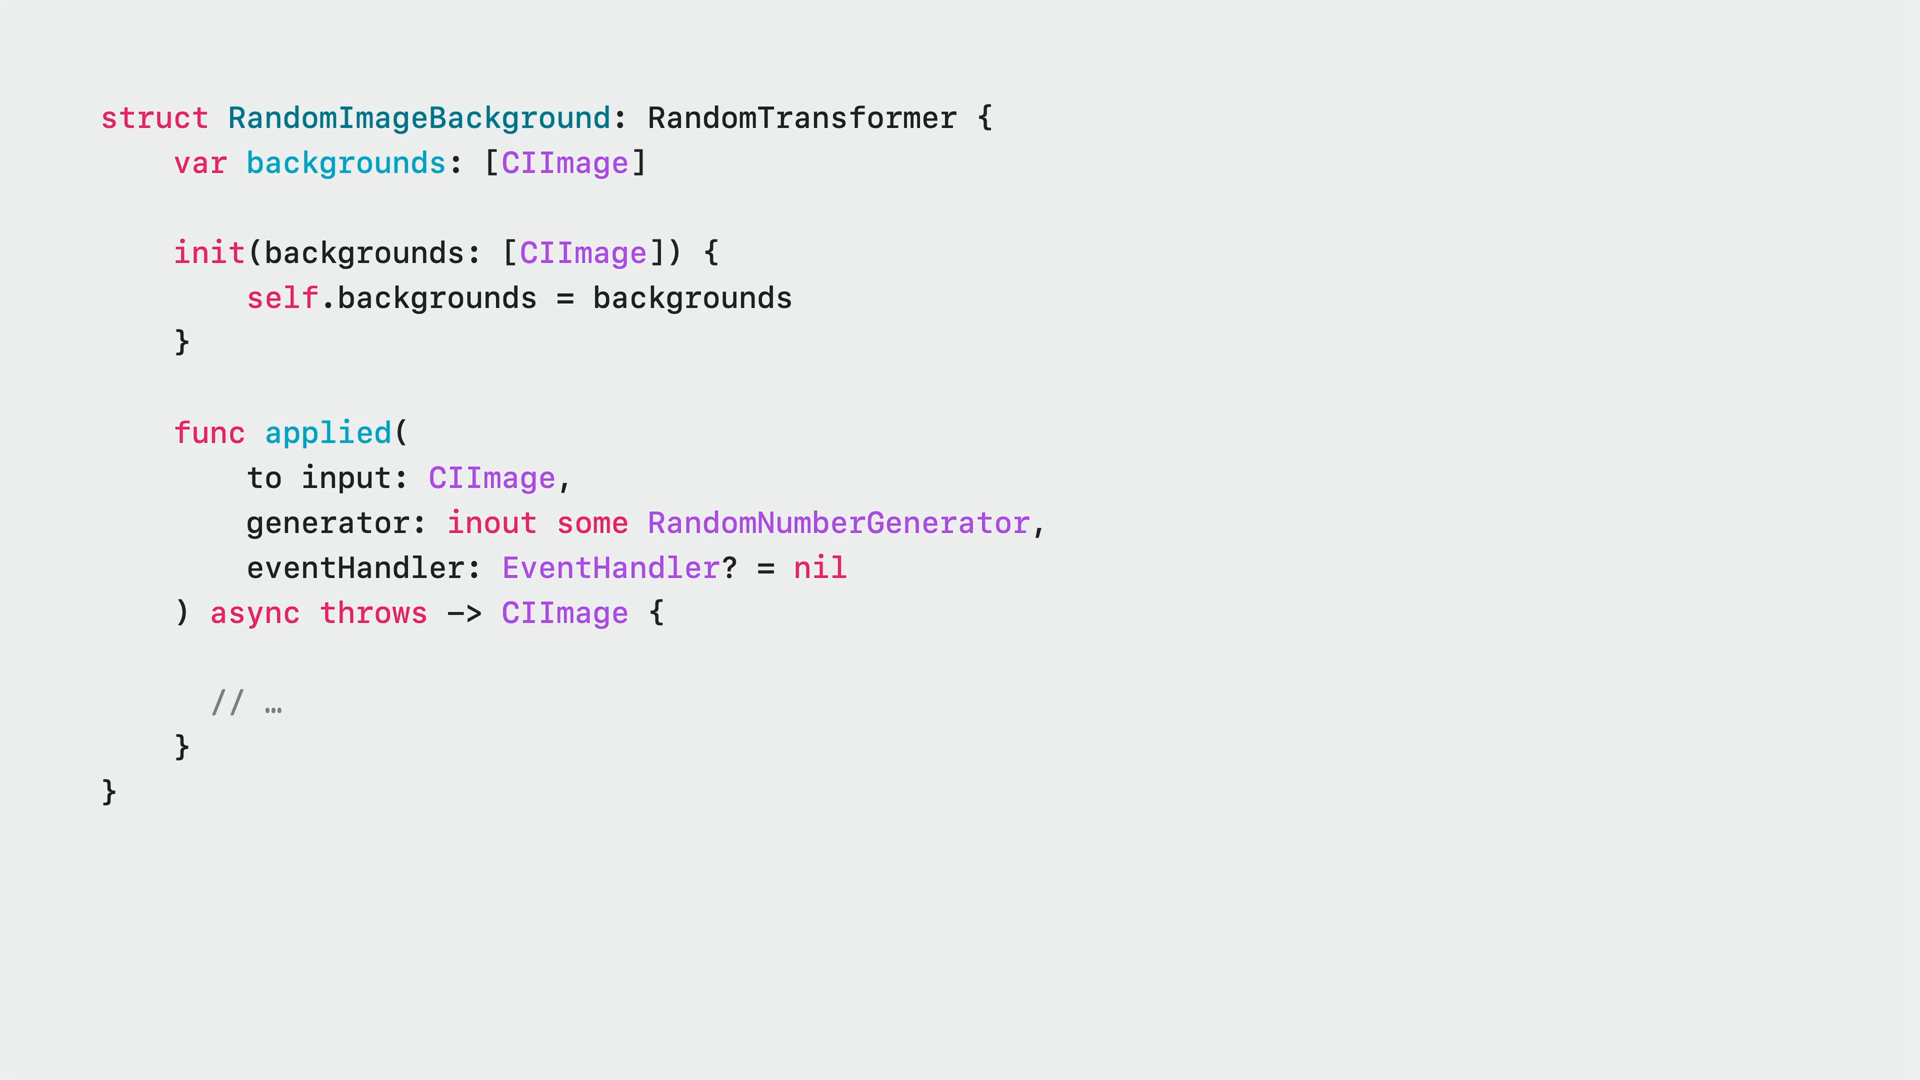 struct RandomImageBackground: RandomTransformer {
    var backgrounds: [CIImage]

    init(backgrounds: [CIImage]) {
        self.backgrounds = backgrounds
    }

    func applied(
        to input: CIImage,
        generator: inout some RandomNumberGenerator,
        eventHandler: EventHandler? = nil
    ) async throws -> CIImage {

      // …
    }
}